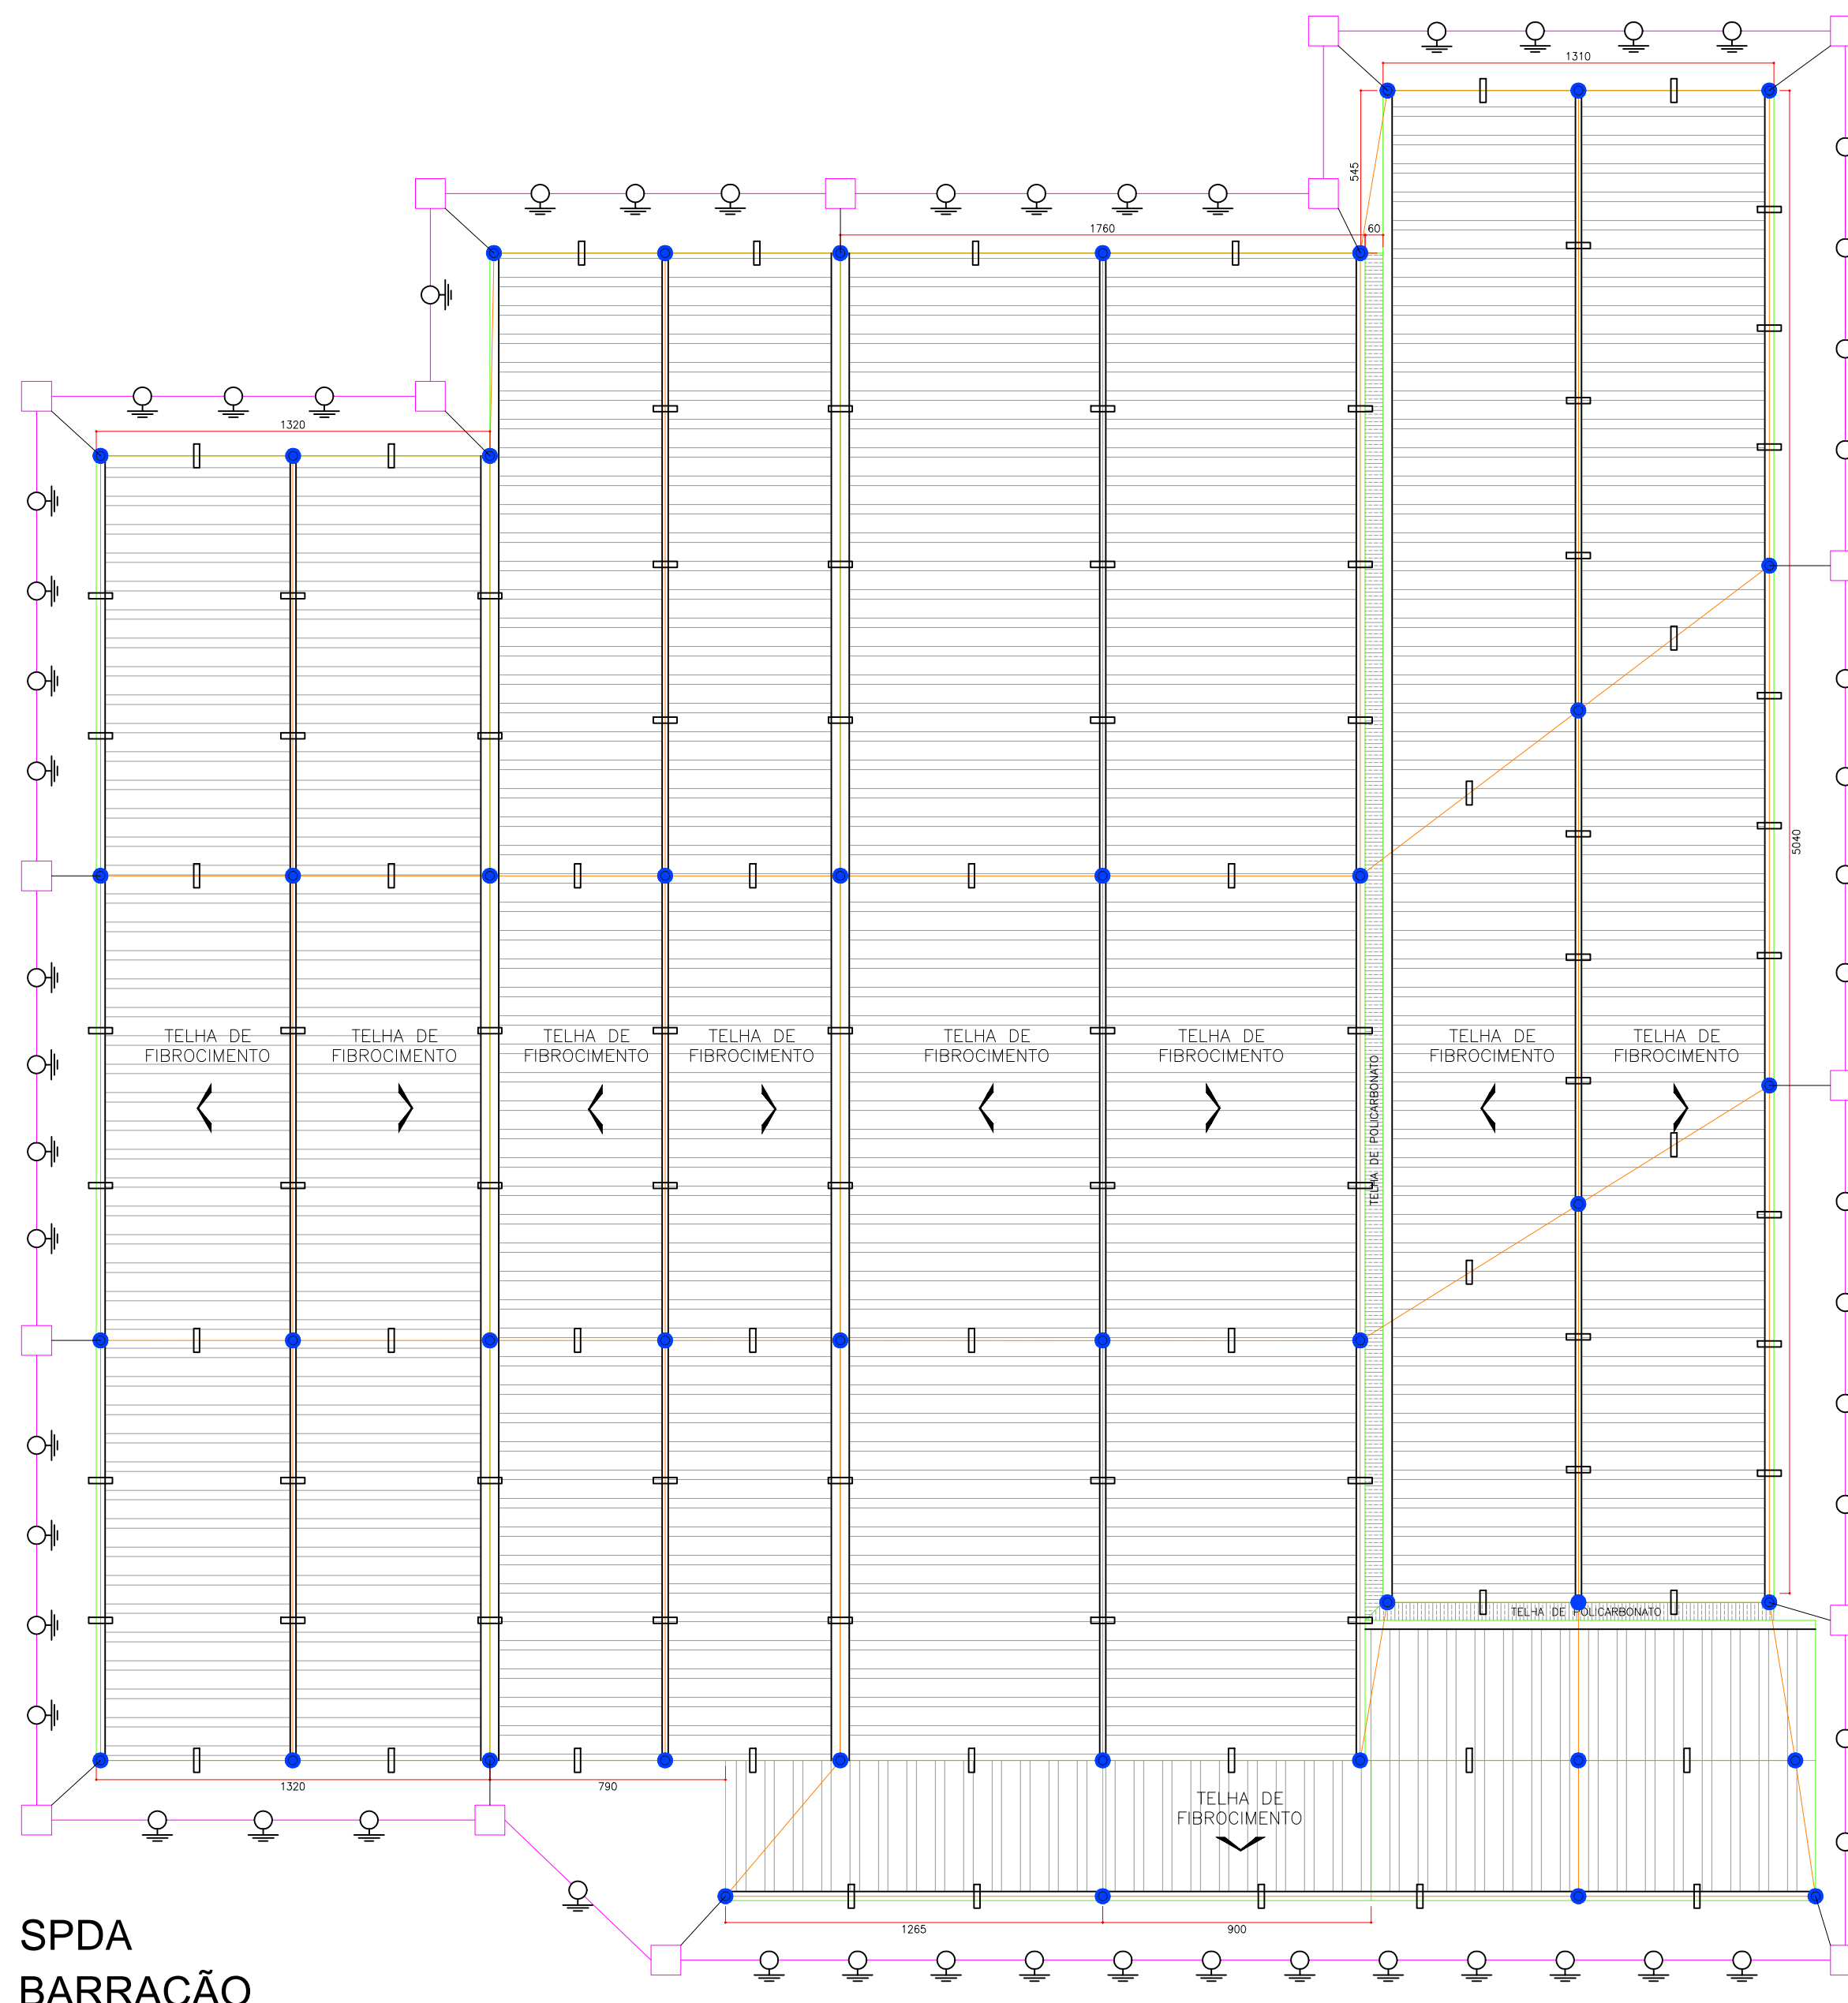 1310
545
1760
60
1320
5040
TELHA DE
FIBROCIMENTO
TELHA DE
FIBROCIMENTO
TELHA DE
FIBROCIMENTO
TELHA DE
FIBROCIMENTO
TELHA DE
FIBROCIMENTO
TELHA DE
FIBROCIMENTO
TELHA DE POLICARBONATO
TELHA DE
FIBROCIMENTO
TELHA DE
FIBROCIMENTO
TELHA DE POLICARBONATO
1320
790
TELHA DE
FIBROCIMENTO
1265
900
SPDA
BARRACÃO